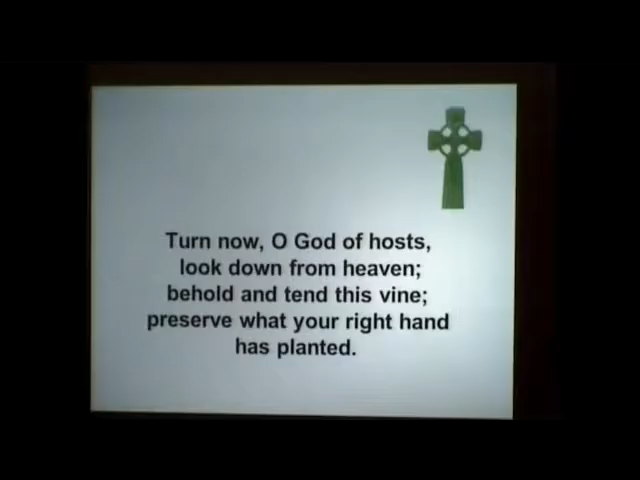 Turn now, O God of hosts,
look down from heaven;
behold and tend this vine;
preserve what your right hand
has planted.